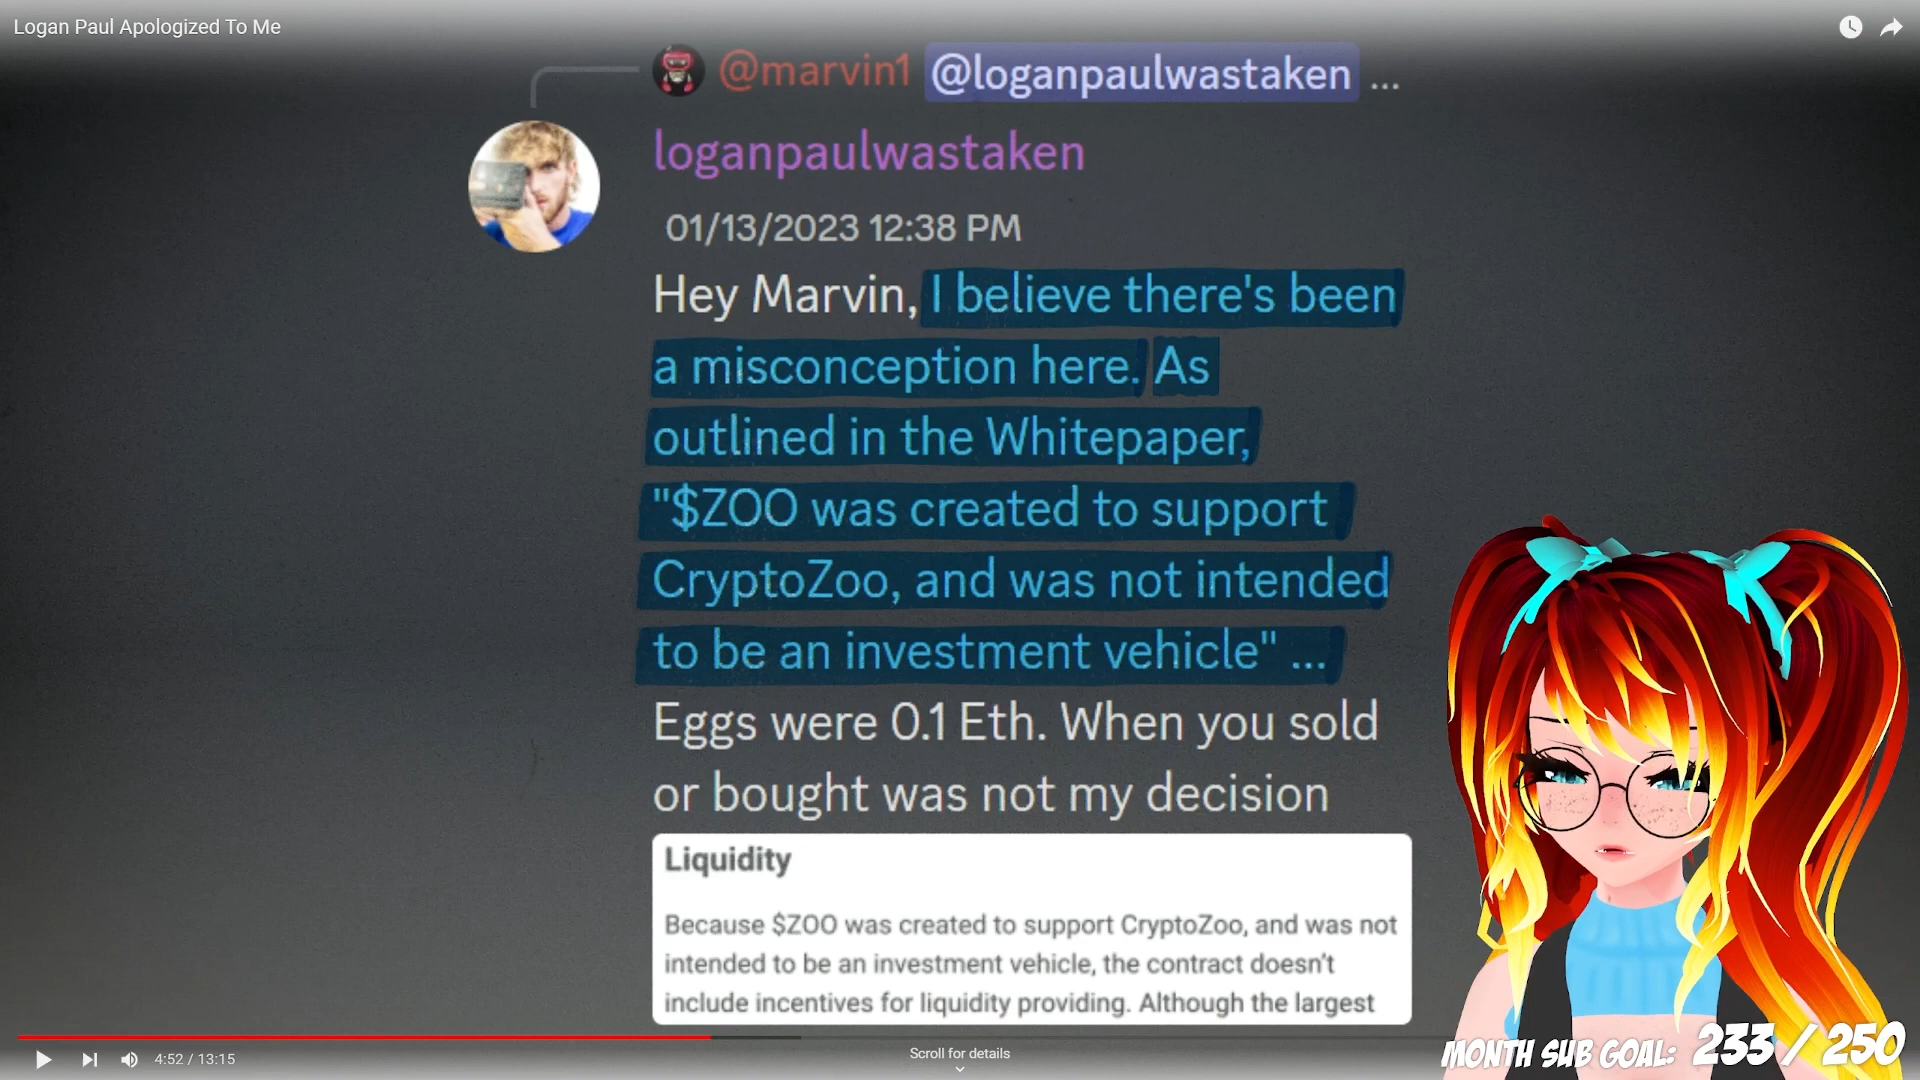 Logan Paul Apologized To Me
@marvin1 @loganpaulwastaken ...
loganpaulwastaken
01/13/2023 12:38 PM
Hey Marvin, I believe there's been
a misconception here. As
outlined in the Whitepaper,
"$ZOO was created to support
CryptoZoo, and was not intended
to be an investment vehicle" ...
Eggs were 0.1 Eth. When you sold
or bought was not my decision
Liquidity
Because $ZOO was created to support CryptoZoo, and was not
intended to be an investment vehicle, the contract doesn't
include incentives for liquidity providing. Although the largest
4:52 / 13:15
Scroll for details
MONTH SUB GOAL: 233 / 250